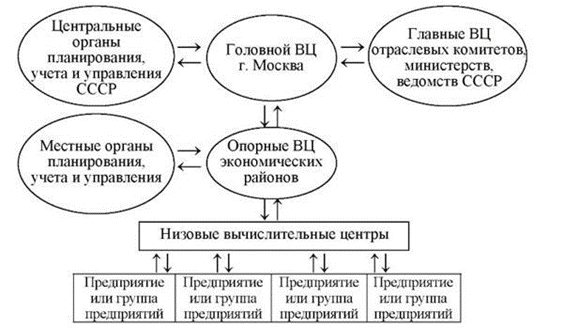 Центральные
органы
планирования,
учета и управления
СССР
Головной ВЦ
г. Москва
Главные ВЦ
отраслевых комитетов,
министерств,
ведомств СССР
Местные органы
планирования,
учета и управления
Опорные ВЦ
экономических
районов
Низовые вычислительные центры
Предприятие
или группа
предприятий
Предприятие
или группа
предприятий
Предприятие
или группа
предприятий
Предприятие
или группа
предприятий